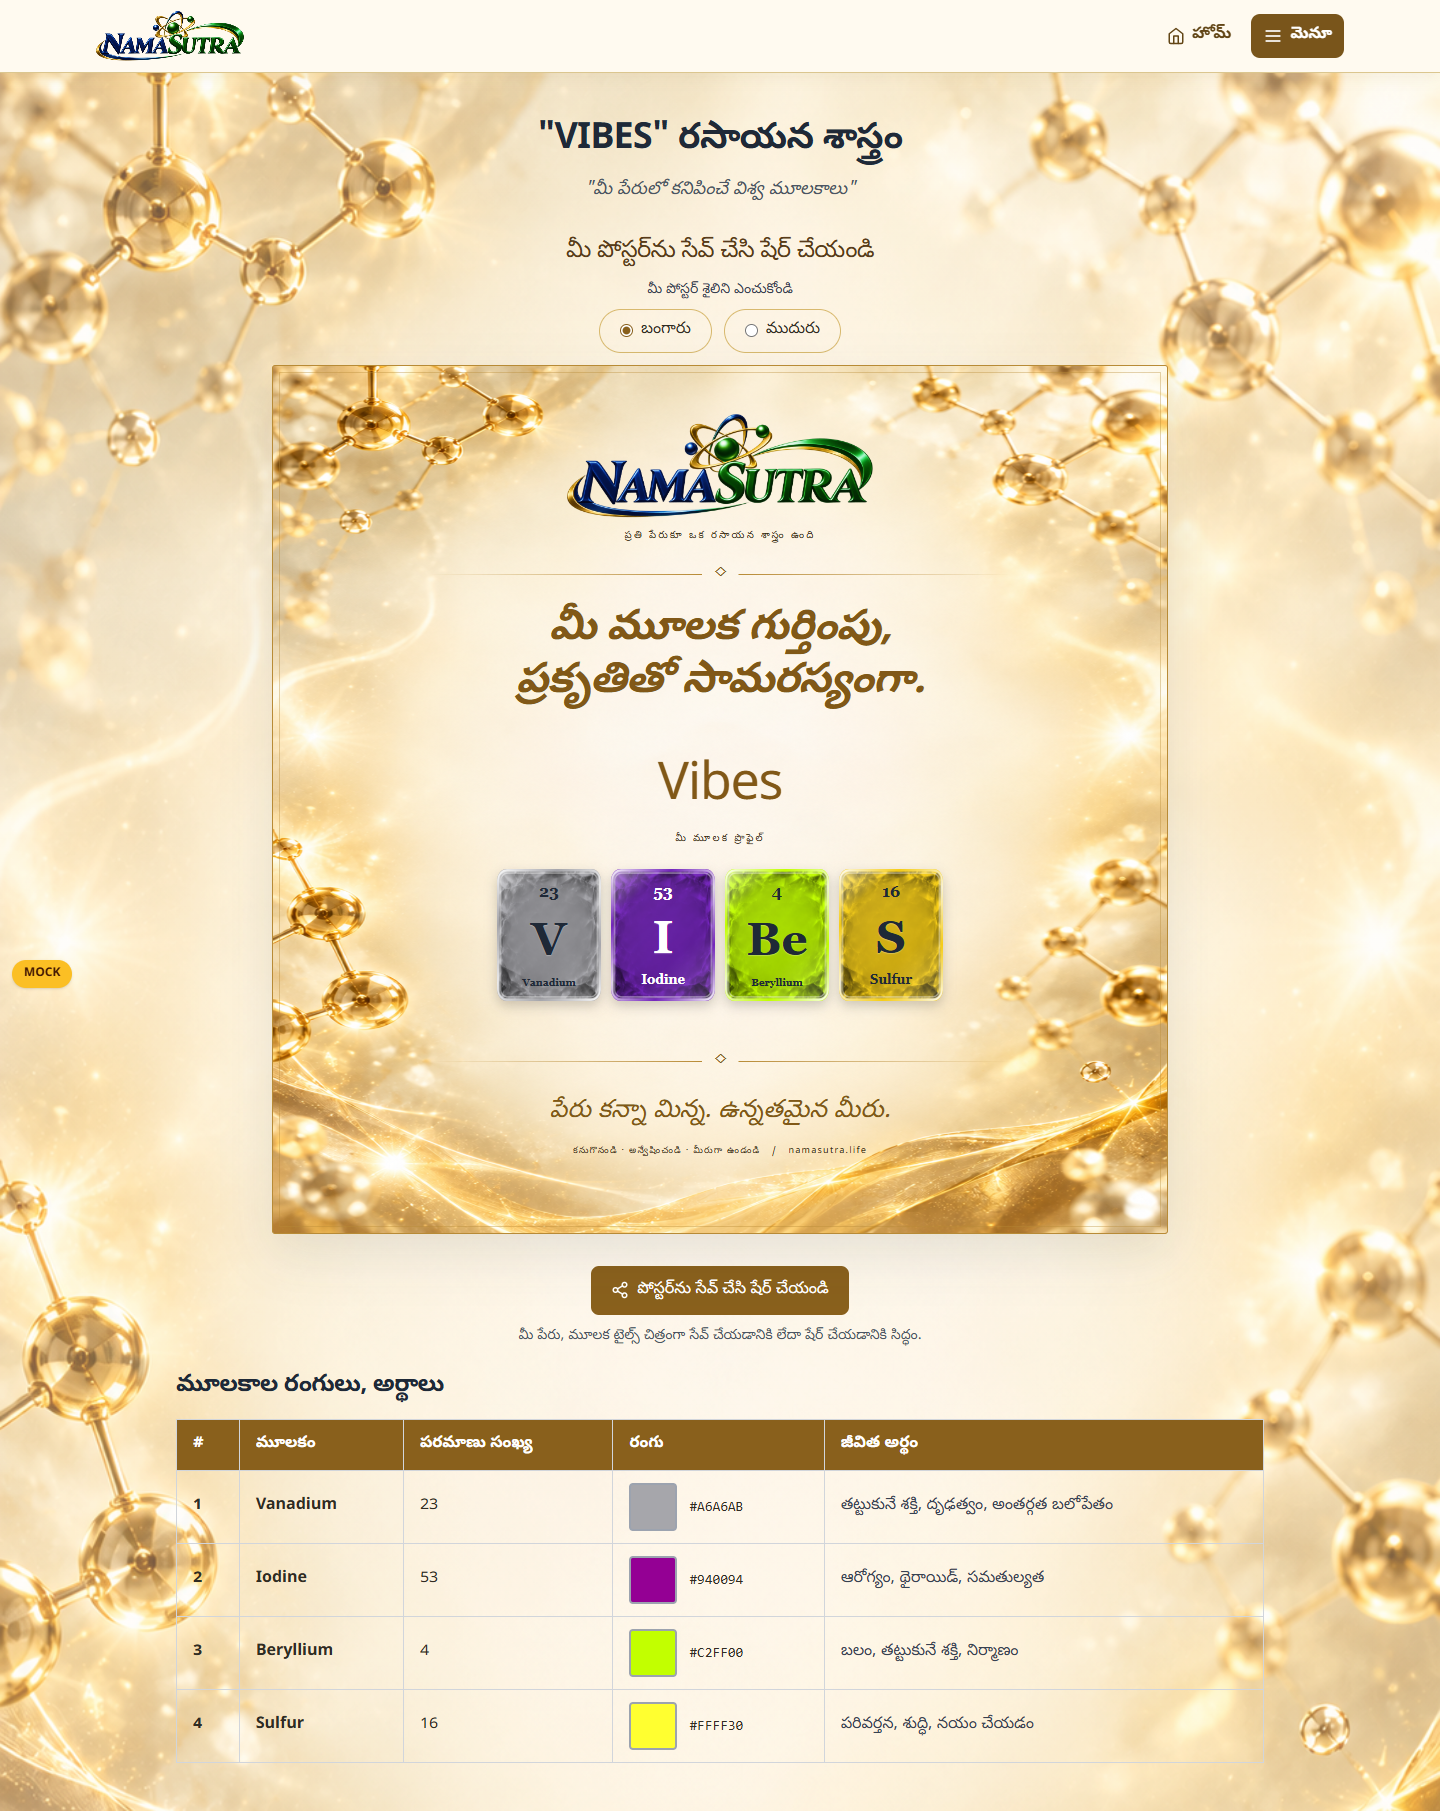 NAMASUTRA
హోమ్
మెనూ
"VIBES" రసాయన శాస్త్రం
"మీ పేరులో కనిపించే విశ్వ మూలకాలు"
మీ పోస్టర్‌ను సేవ్ చేసి షేర్ చేయండి
మీ పోస్టర్ శైలిని ఎంచుకోండి
బంగారు
ముదురు
NAMASUTRA
ప్రతి పేరుకూ ఒక రసాయన శాస్త్రం ఉంది
మీ మూలక గుర్తింపు,
ప్రకృతితో సామరస్యంగా.
Vibes
మీ మూలక ప్రొఫైల్
23 53 4 16
V I Be S
Vanadium Iodine Beryllium Sulfur
పేరు కన్నా మిన్న. ఉన్నతమైన మీరు.
కనుగొనండి · అన్వేషించండి · మీరుగా ఉండండి / namasutra.life
MOCK
పోస్టర్‌ను సేవ్ చేసి షేర్ చేయండి
మీ పేరు, మూలక టైల్స్ చిత్రంగా సేవ్ చేయడానికి లేదా షేర్ చేయడానికి సిద్ధం.
మూలకాల రంగులు, అర్థాలు
# మూలకం పరమాణు సంఖ్య రంగు జీవిత అర్థం
1 Vanadium 23 #A6A6AB తట్టుకునే శక్తి, దృఢత్వం, అంతర్గత బలోపేతం
2 Iodine 53 #940094 ఆరోగ్యం, థైరాయిడ్, సమతుల్యత
3 Beryllium 4 #C2FF00 బలం, తట్టుకునే శక్తి, నిర్మాణం
4 Sulfur 16 #FFFF30 పరివర్తన, శుద్ధి, నయం చేయడం